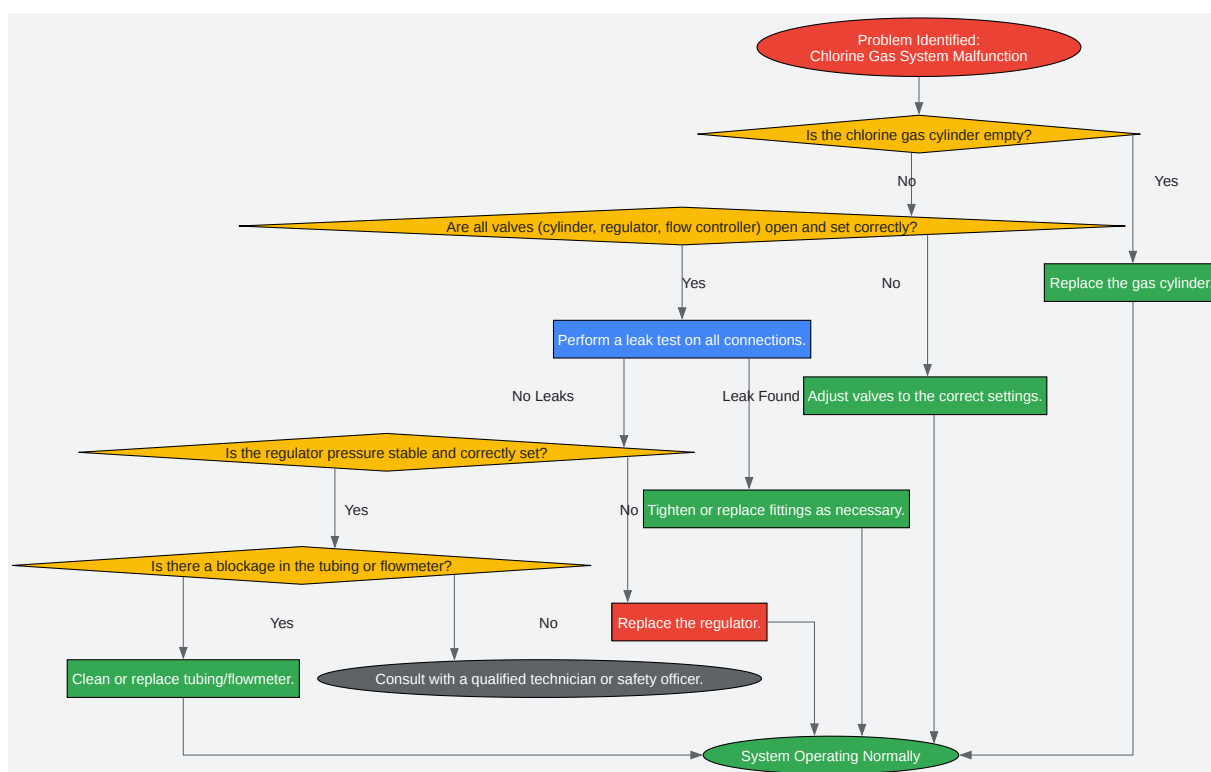 Problem Identified:
Chlorine Gas System Malfunction
Is the chlorine gas cylinder empty?
No
Yes
Are all valves (cylinder, regulator, flow controller) open and set correctly?
Yes
No
Replace the gas cylinder.
Perform a leak test on all connections.
No Leaks
Leak Found
Adjust valves to the correct settings.
Is the regulator pressure stable and correctly set?
Yes
No
Tighten or replace fittings as necessary.
Is there a blockage in the tubing or flowmeter?
Yes
No
Replace the regulator.
Clean or replace tubing/flowmeter.
Consult with a qualified technician or safety officer.
System Operating Normally